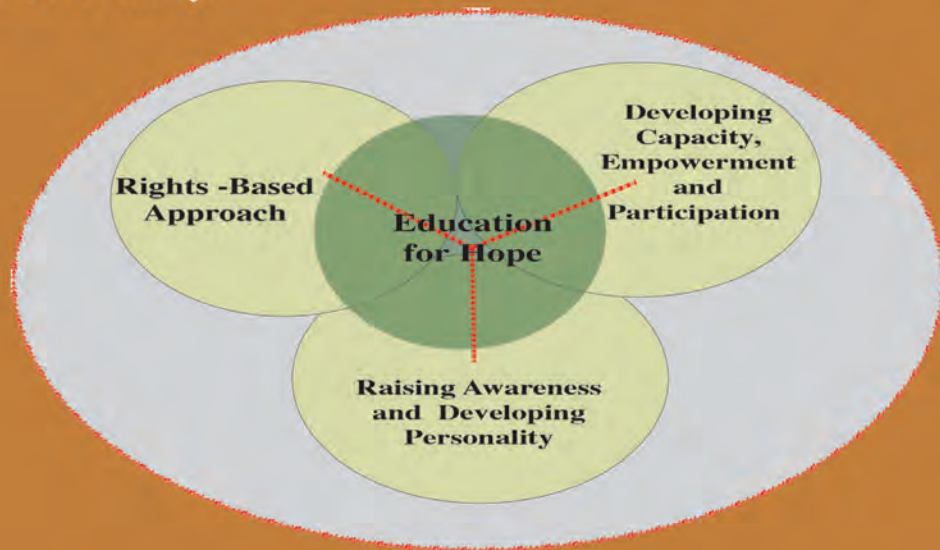 Rights -Based
Approach
Developing
Capacity,
Empowerment
and
Participation
Education
for Hope
Raising Awareness
and Developing
Personality